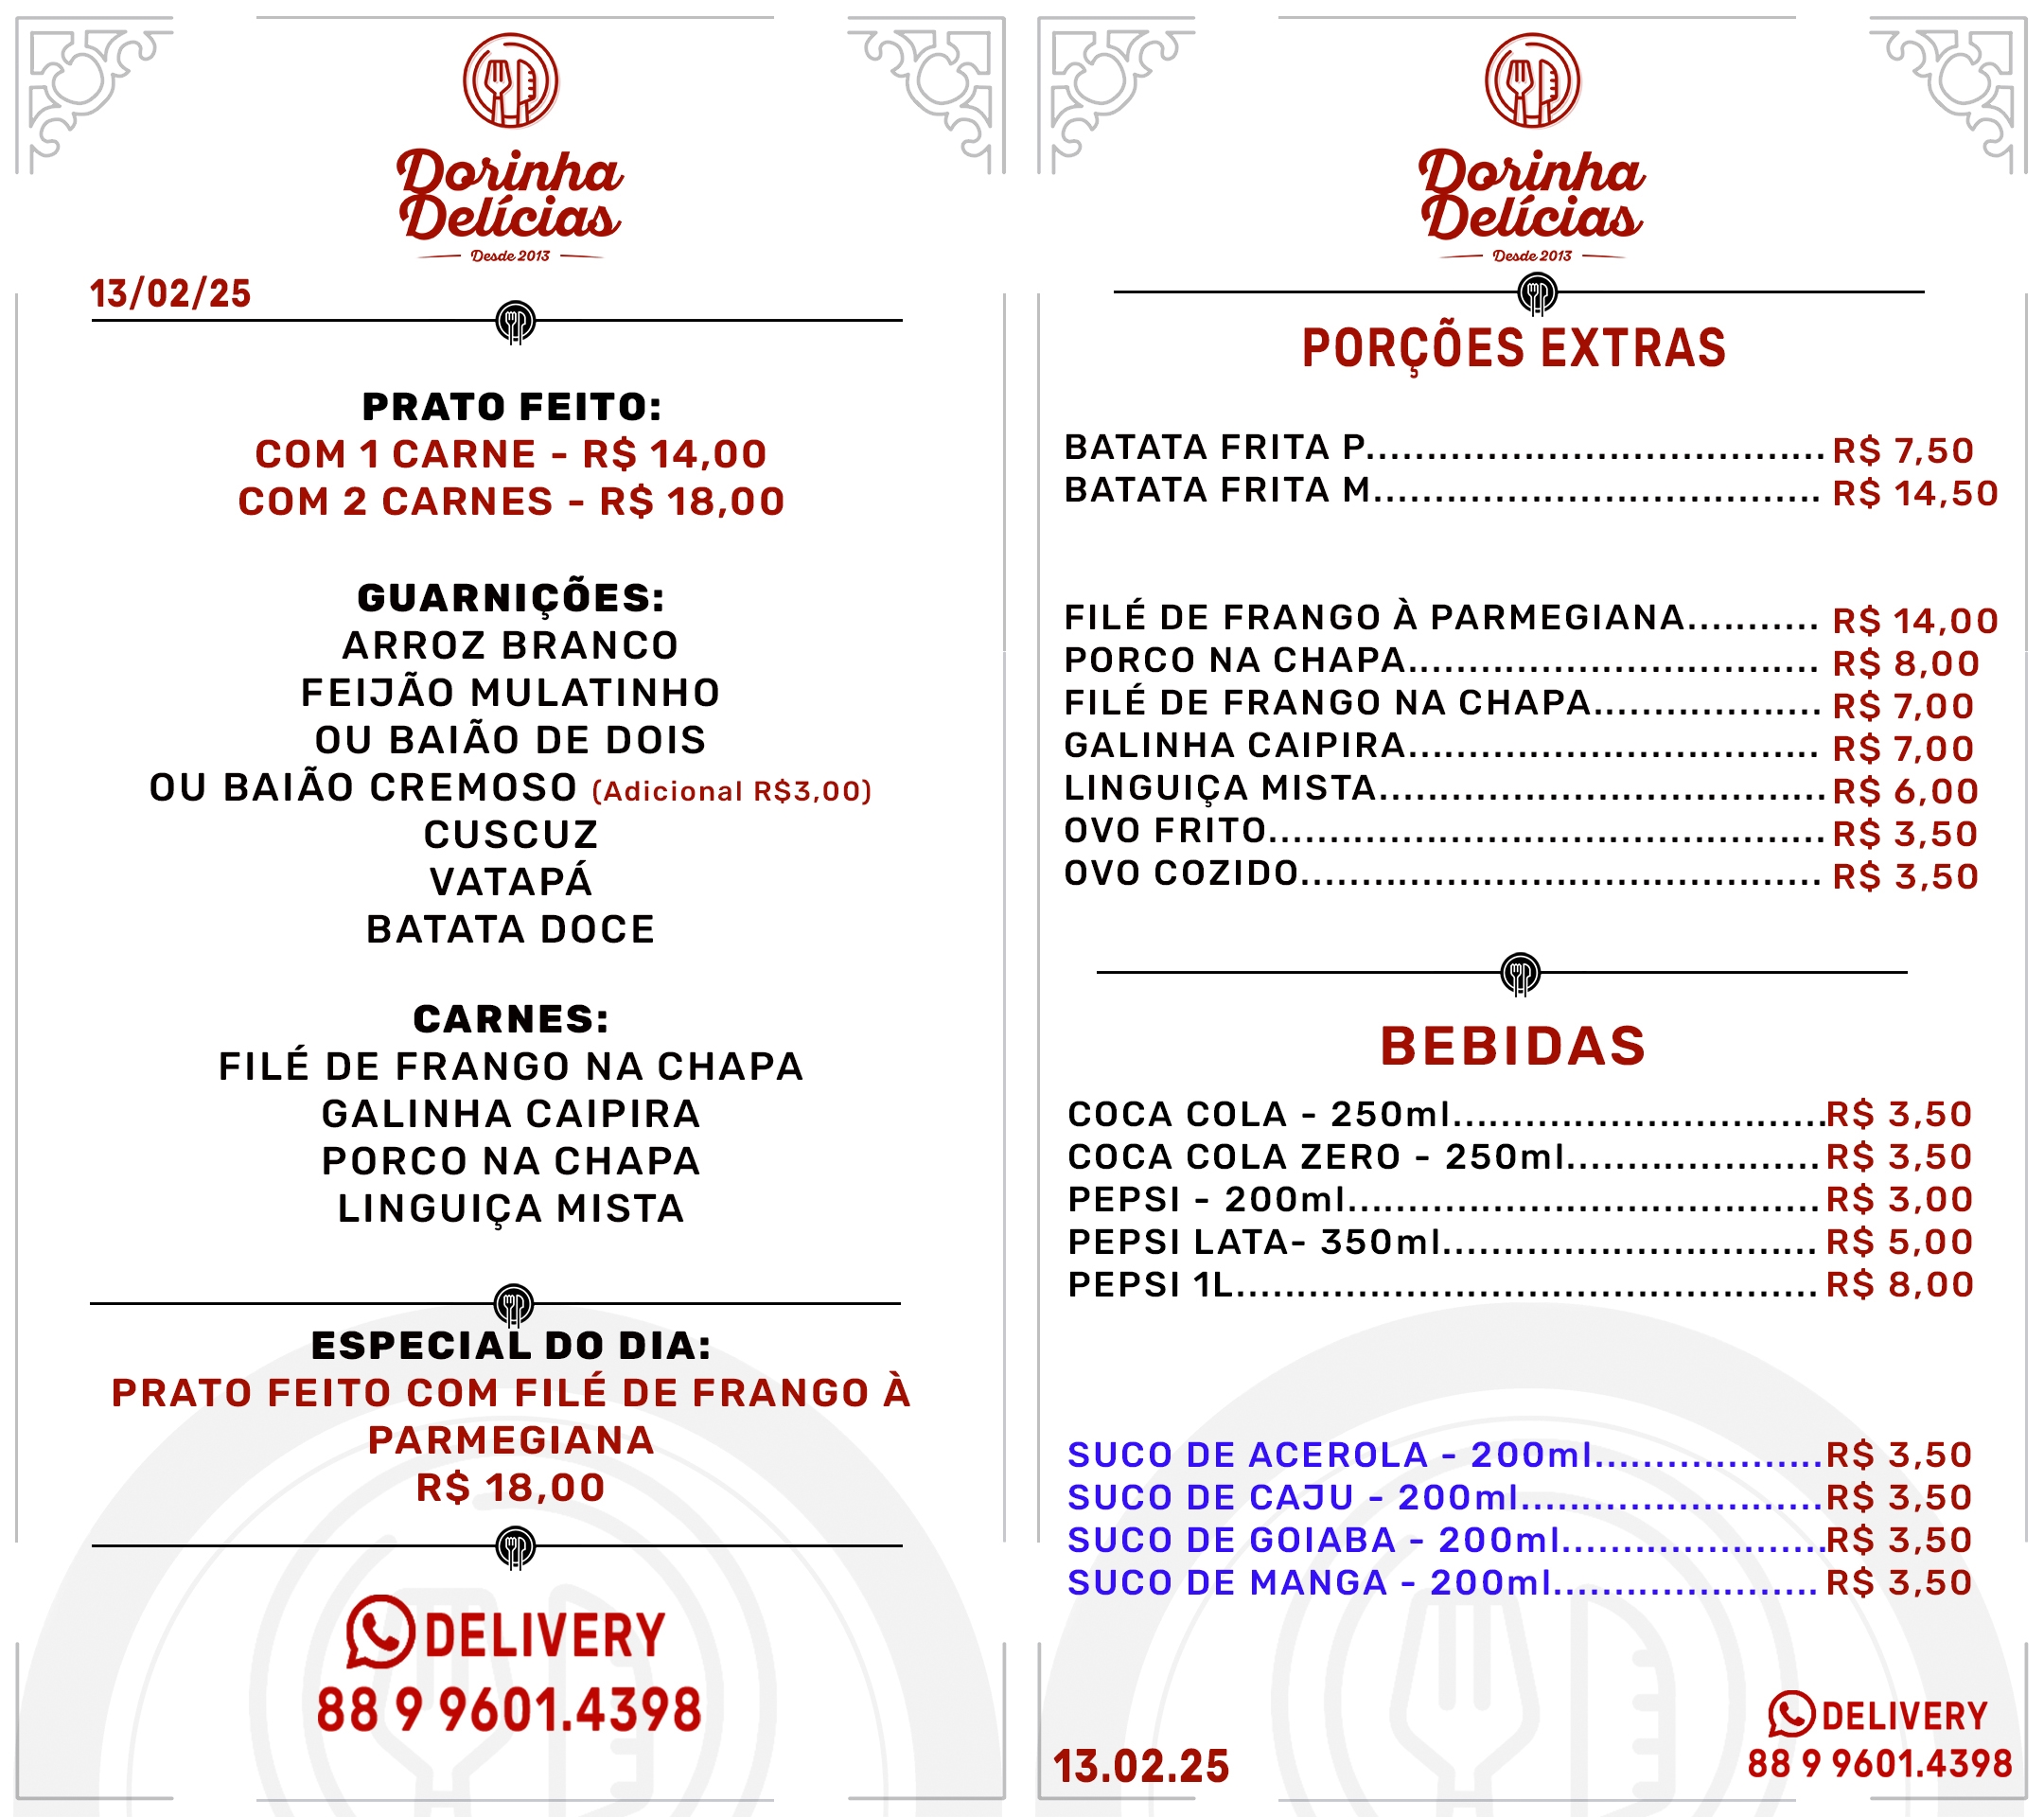 Dorinha
Delícias
Desde 2013
13/02/25
PRATO FEITO:
COM 1 CARNE - R$ 14,00
COM 2 CARNES - R$ 18,00
GUARNIÇÕES:
ARROZ BRANCO
FEIJÃO MULATINHO
OU BAIÃO DE DOIS
OU BAIÃO CREMOSO (Adicional R$3,00)
CUSCUZ
VATAPÁ
BATATA DOCE
CARNES:
FILÉ DE FRANGO NA CHAPA
GALINHA CAIPIRA
PORCO NA CHAPA
LINGUIÇA MISTA
ESPECIAL DO DIA:
PRATO FEITO COM FILÉ DE FRANGO À
PARMEGIANA
R$ 18,00
DELIVERY
88 9 9601.4398
Dorinha
Delícias
Desde 2013
PORÇÕES EXTRAS
BATATA FRITA P...................................... R$ 7,50
BATATA FRITA M..................................... R$ 14,50
FILÉ DE FRANGO À PARMEGIANA........... R$ 14,00
PORCO NA CHAPA.................................. R$ 8,00
FILÉ DE FRANGO NA CHAPA................... R$ 7,00
GALINHA CAIPIRA.................................. R$ 7,00
LINGUIÇA MISTA..................................... R$ 6,00
OVO FRITO.............................................. R$ 3,50
OVO COZIDO........................................... R$ 3,50
BEBIDAS
COCA COLA - 250ml...............................R$ 3,50
COCA COLA ZERO - 250ml.....................R$ 3,50
PEPSI - 200ml.......................................R$ 3,00
PEPSI LATA- 350ml............................... R$ 5,00
PEPSI 1L................................................ R$ 8,00
SUCO DE ACEROLA - 200ml...................R$ 3,50
SUCO DE CAJU - 200ml.........................R$ 3,50
SUCO DE GOIABA - 200ml......................R$ 3,50
SUCO DE MANGA - 200ml...................... R$ 3,50
DELIVERY
88 9 9601.4398
13.02.25